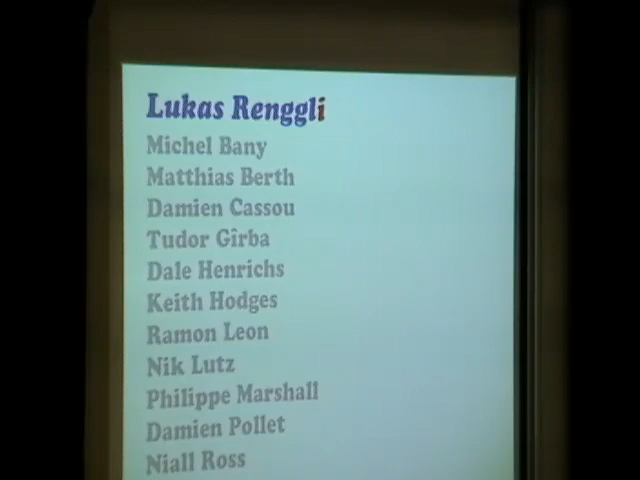 Lukas Renggli
Michel Bany
Matthias Berth
Damien Cassou
Tudor Gîrba
Dale Henrichs
Keith Hodges
Ramon Leon
Nik Lutz
Philippe Marshall
Damien Pollet
Niall Ross